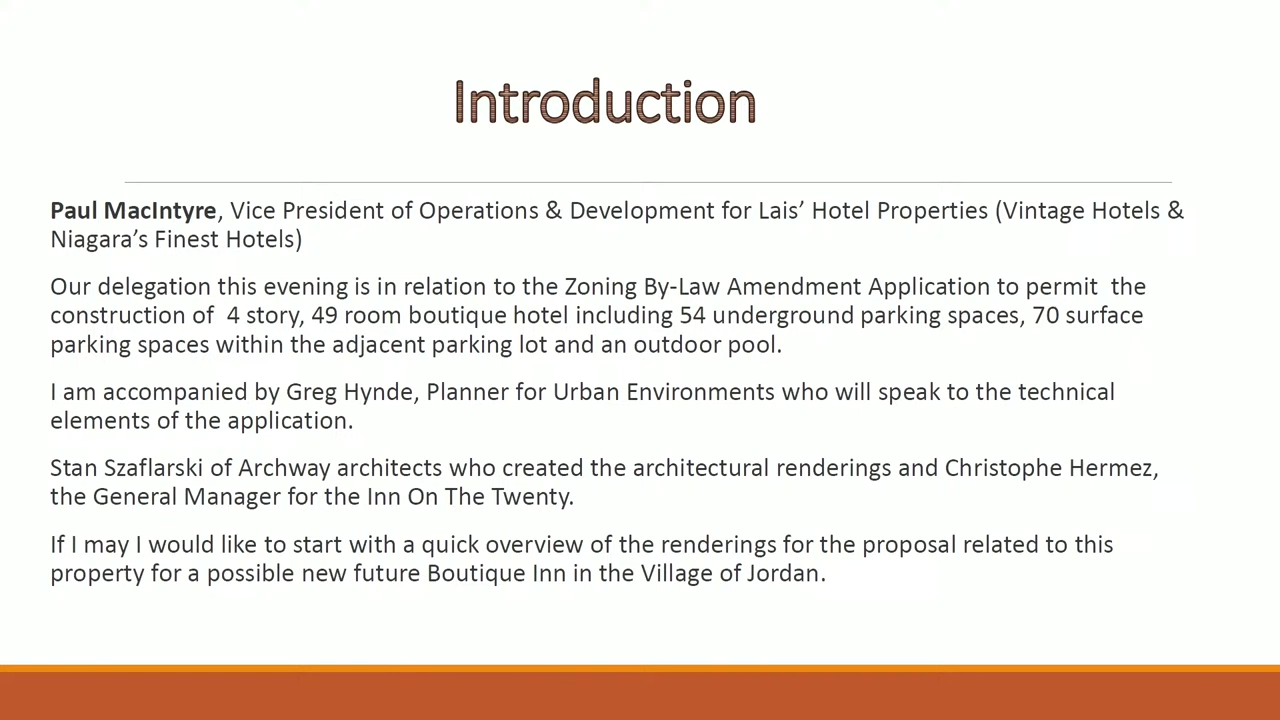 Introduction
Paul MacIntyre, Vice President of Operations & Development for Lais’ Hotel Properties (Vintage Hotels &
Niagara’s Finest Hotels)
Our delegation this evening is in relation to the Zoning By-Law Amendment Application to permit  the
construction of  4 story, 49 room boutique hotel including 54 underground parking spaces, 70 surface
parking spaces within the adjacent parking lot and an outdoor pool.
I am accompanied by Greg Hynde, Planner for Urban Environments who will speak to the technical
elements of the application.
Stan Szaflarski of Archway architects who created the architectural renderings and Christophe Hermez,
the General Manager for the Inn On The Twenty.
If I may I would like to start with a quick overview of the renderings for the proposal related to this
property for a possible new future Boutique Inn in the Village of Jordan.